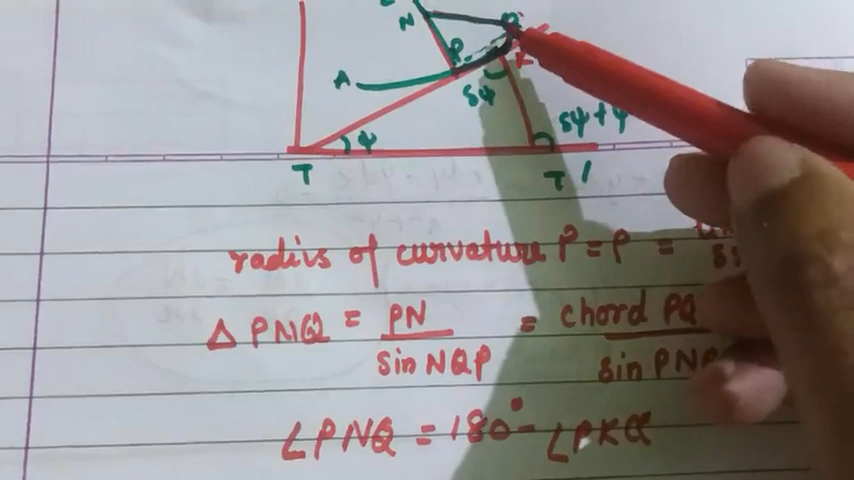 N
P
K
A
δψ
ψ
δψ+ψ
T
T'
radius of curvature P = ρ =
Δ PNQ = PN / sin NQP = chord PQ / sin PNQ
∠PNQ = 180° - ∠PKQ